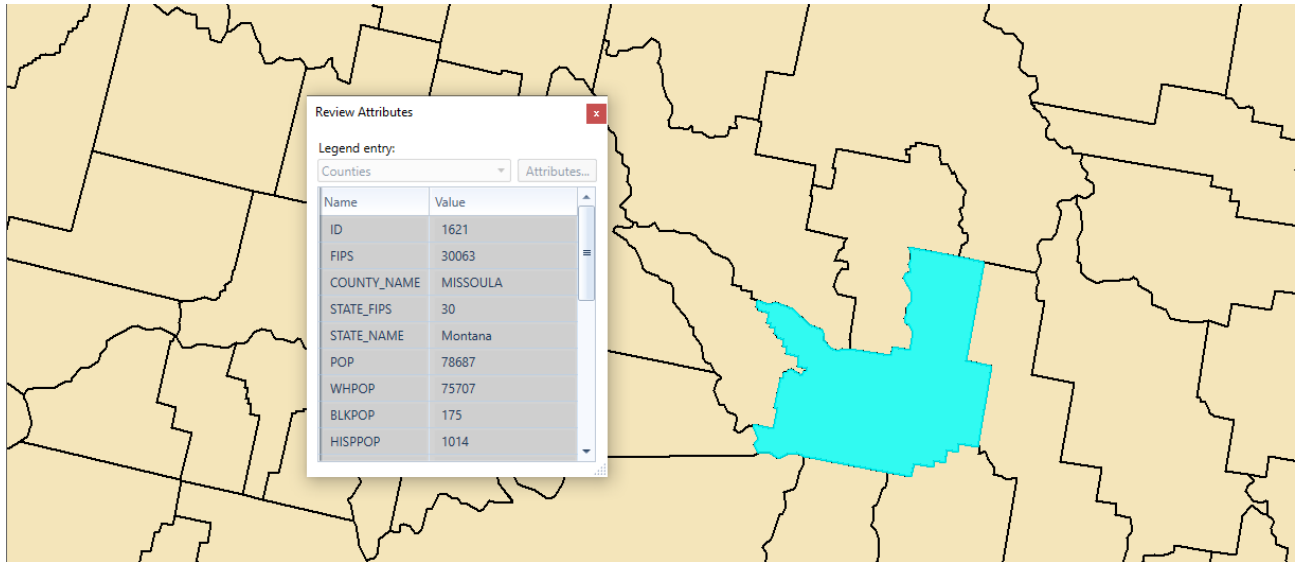 Review Attributes
x
Legend entry:
Counties Attributes...
Name Value
ID 1621
FIPS 30063
COUNTY_NAME MISSOULA
STATE_FIPS 30
STATE_NAME Montana
POP 78687
WHPOP 75707
BLKPOP 175
HISPPOP 1014